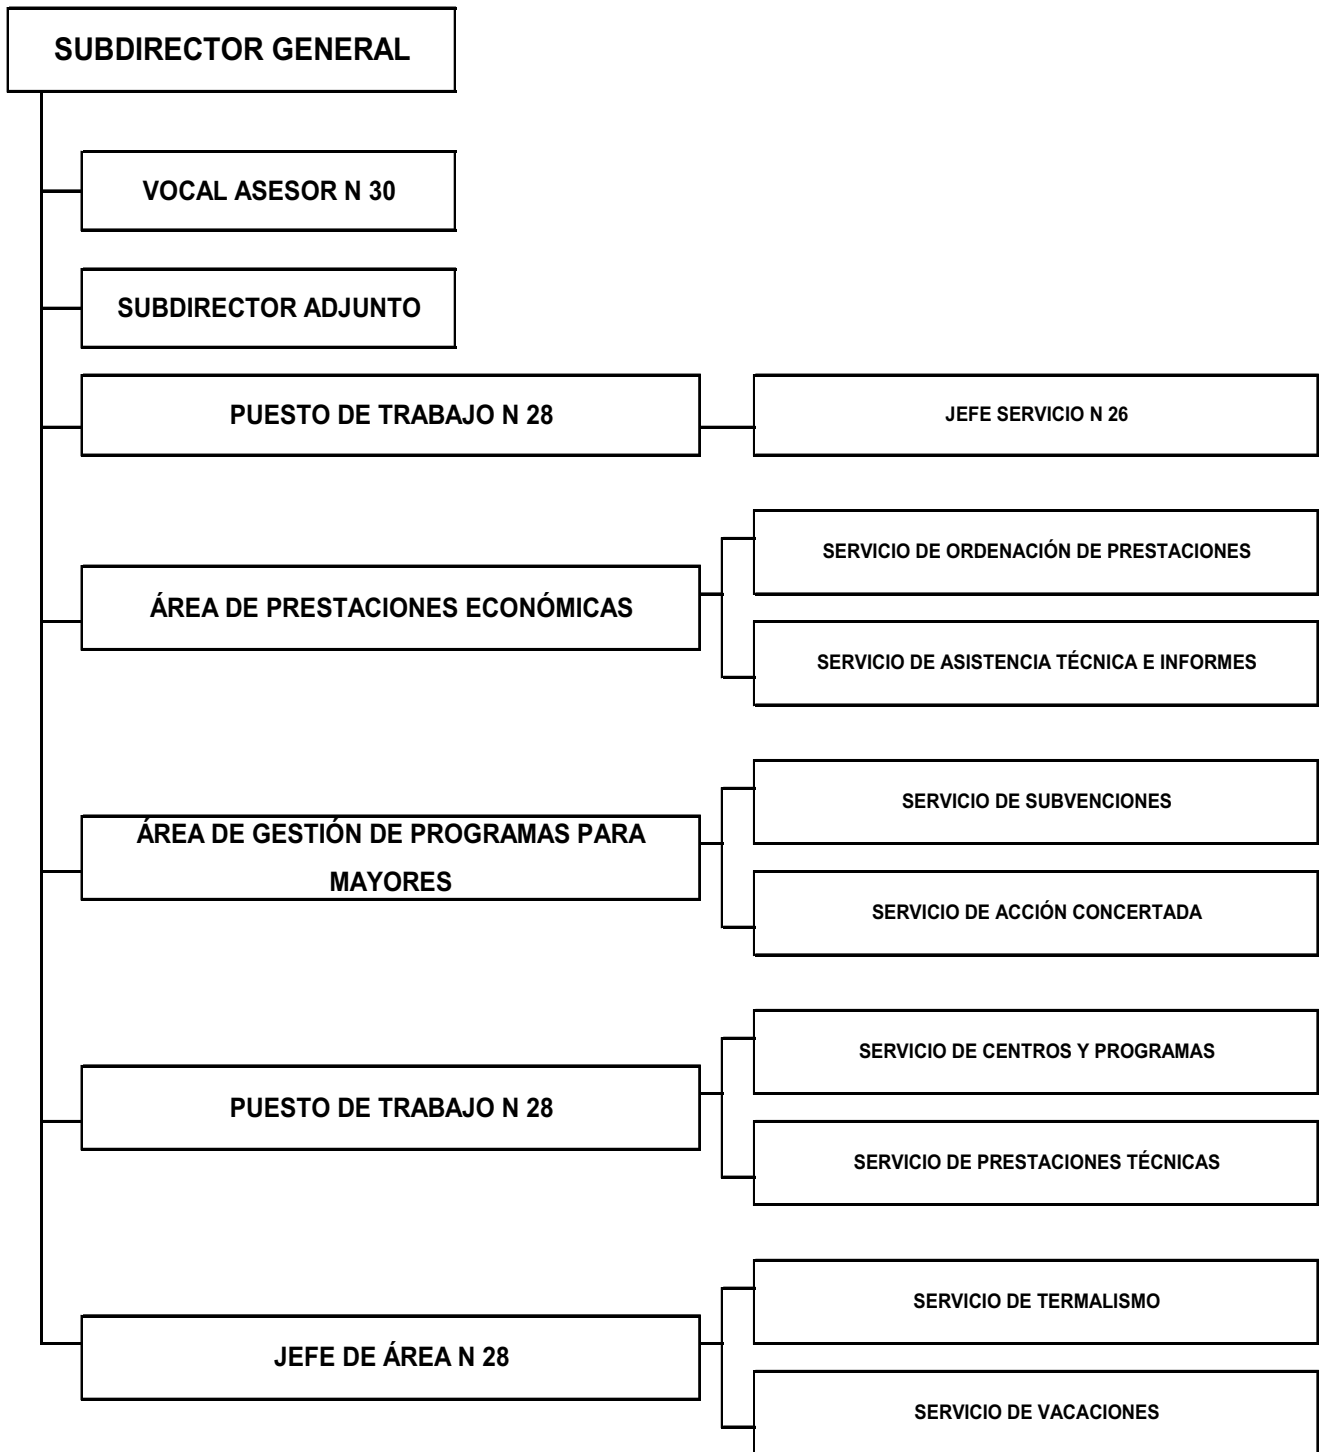 SUBDIRECTOR GENERAL
VOCAL ASESOR N 30
SUBDIRECTOR ADJUNTO
PUESTO DE TRABAJO N 28
JEFE SERVICIO N 26
ÁREA DE PRESTACIONES ECONÓMICAS
SERVICIO DE ORDENACIÓN DE PRESTACIONES
SERVICIO DE ASISTENCIA TÉCNICA E INFORMES
ÁREA DE GESTIÓN DE PROGRAMAS PARA
MAYORES
SERVICIO DE SUBVENCIONES
SERVICIO DE ACCIÓN CONCERTADA
PUESTO DE TRABAJO N 28
SERVICIO DE CENTROS Y PROGRAMAS
SERVICIO DE PRESTACIONES TÉCNICAS
JEFE DE ÁREA N 28
SERVICIO DE TERMALISMO
SERVICIO DE VACACIONES